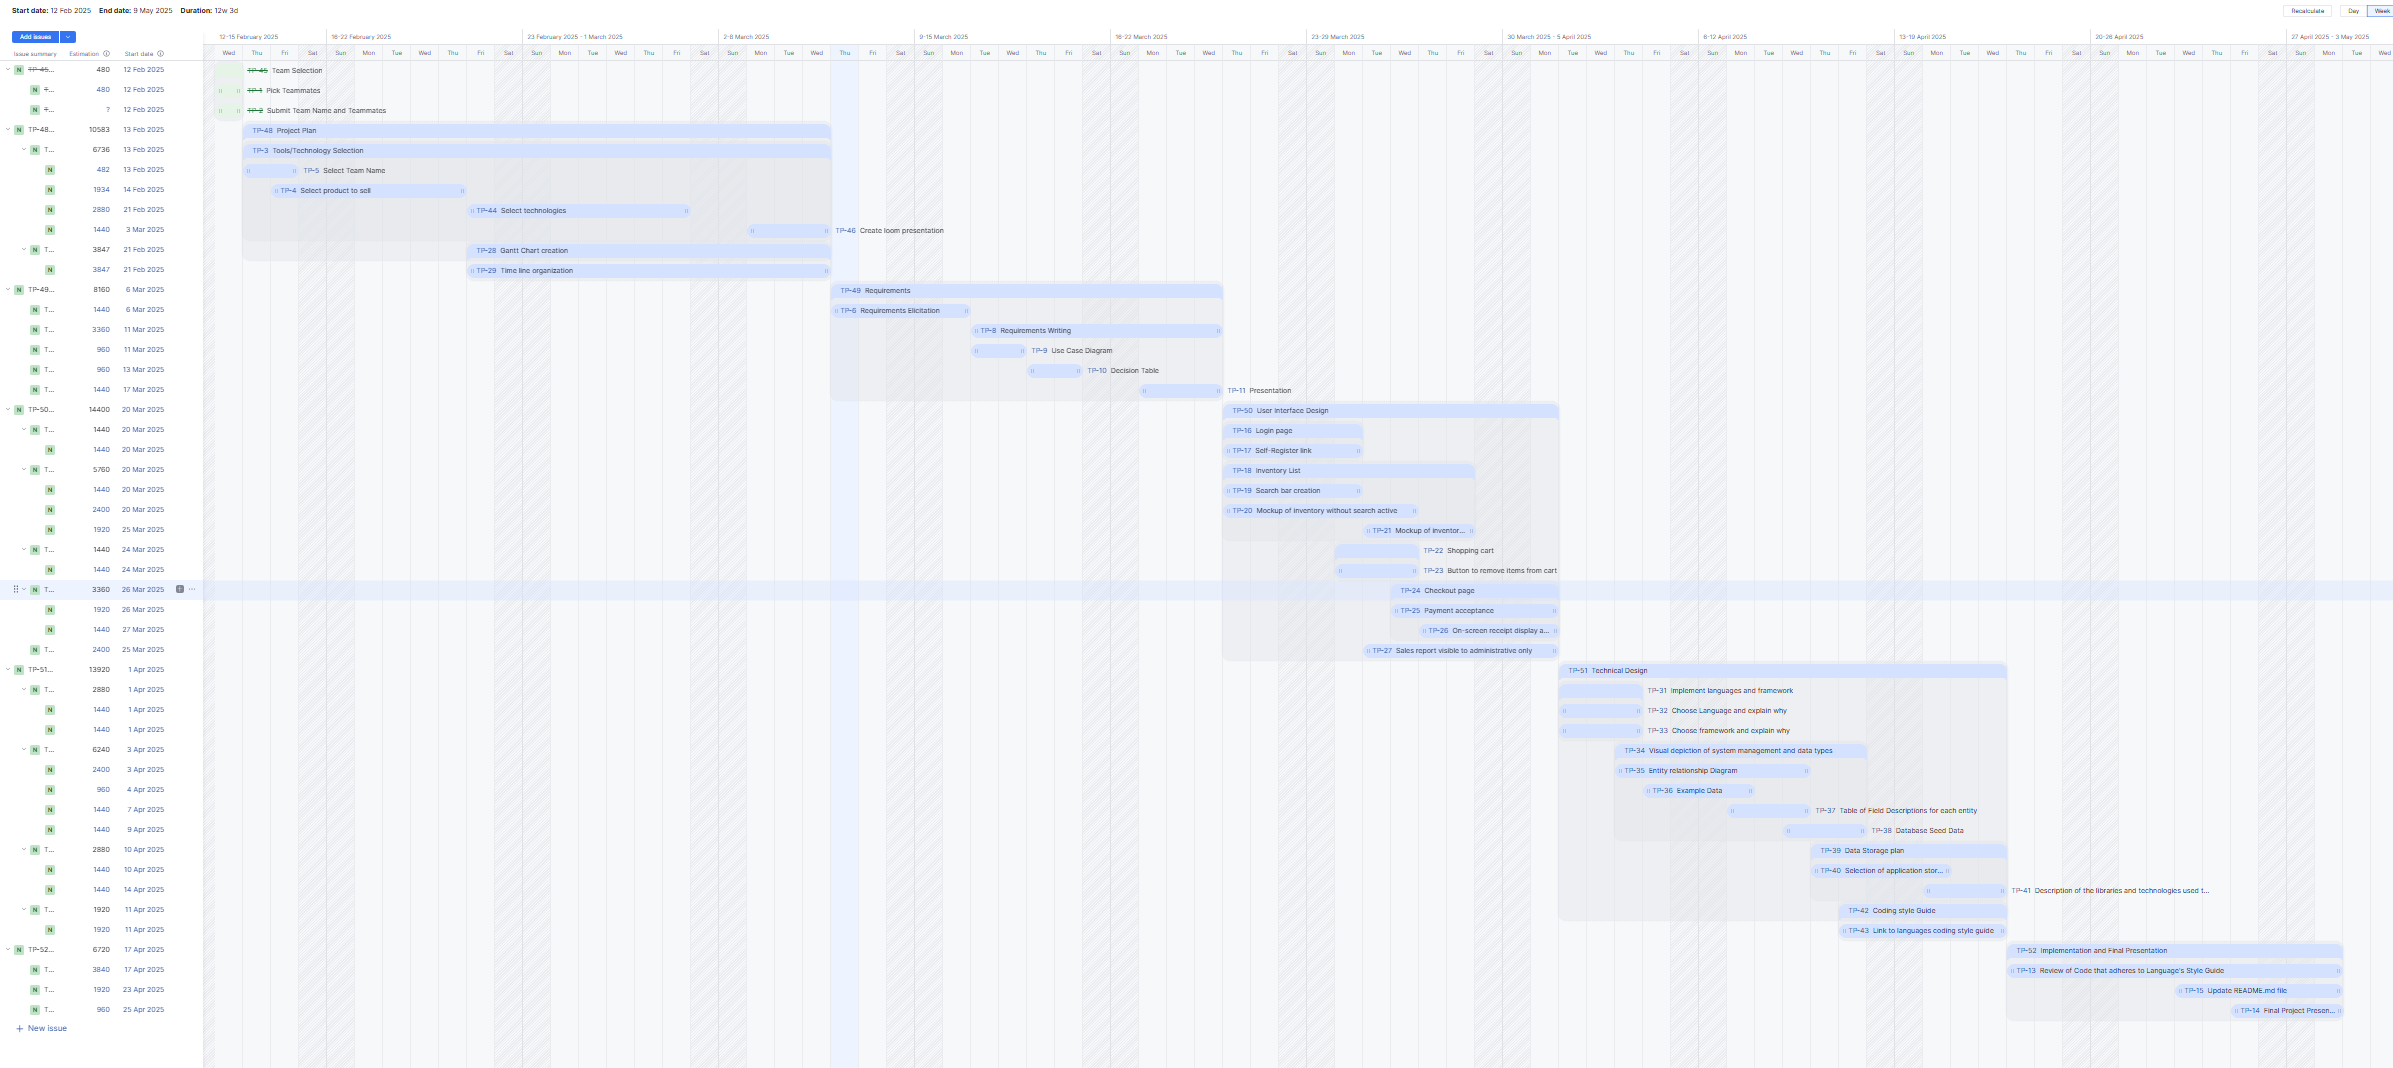 Start date: 12 Feb 2025 End date: 9 May 2025 Duration: 12w 3d
Recalculate Day Week
Add issues
12-15 February 2025 16-22 February 2025 23 February 2025 - 1 March 2025 2-8 March 2025 9-15 March 2025 16-22 March 2025 23-29 March 2025 30 March 2025 - 5 April 2025 6-12 April 2025 13-19 April 2025 20-26 April 2025 27 April 2025 - 3 May 2025
Issue summary Estimation Start date Wed Thu Fri Sat Sun Mon Tue Wed Thu Fri Sat Sun Mon Tue Wed Thu Fri Sat Sun Mon Tue Wed Thu Fri Sat Sun Mon Tue Wed Thu Fri Sat Sun Mon Tue Wed Thu Fri Sat Sun Mon Tue Wed Thu Fri Sat Sun Mon Tue Wed Thu Fri Sat Sun Mon Tue Wed Thu Fri Sat Sun Mon Tue Wed Thu Fri Sat Sun Mon Tue Wed Thu Fri Sat Sun Mon Tue Wed
N TP-45... 480 12 Feb 2025 TP-45 Team Selection
N T... 480 12 Feb 2025 TP-1 Pick Teammates
N T... ? 12 Feb 2025 TP-2 Submit Team Name and Teammates
N TP-48... 10583 13 Feb 2025 TP-48 Project Plan
N T... 6736 13 Feb 2025 TP-3 Tools/Technology Selection
N 482 13 Feb 2025 TP-5 Select Team Name
N 1934 14 Feb 2025 TP-4 Select product to sell
N 2880 21 Feb 2025 TP-44 Select technologies
N 1440 3 Mar 2025 TP-46 Create loom presentation
N T... 3847 21 Feb 2025 TP-28 Gantt Chart creation
N 3847 21 Feb 2025 TP-29 Time line organization
N TP-49... 8160 6 Mar 2025 TP-49 Requirements
N T... 1440 6 Mar 2025 TP-6 Requirements Elicitation
N T... 3360 11 Mar 2025 TP-8 Requirements Writing
N T... 960 11 Mar 2025 TP-9 Use Case Diagram
N T... 960 13 Mar 2025 TP-10 Decision Table
N T... 1440 17 Mar 2025 TP-11 Presentation
N TP-50... 14400 20 Mar 2025 TP-50 User Interface Design
N T... 1440 20 Mar 2025 TP-16 Login page
N 1440 20 Mar 2025 TP-17 Self-Register link
N T... 5760 20 Mar 2025 TP-18 Inventory List
N 1440 20 Mar 2025 TP-19 Search bar creation
N 2400 20 Mar 2025 TP-20 Mockup of inventory without search active
N 1920 25 Mar 2025 TP-21 Mockup of inventor...
N T... 1440 24 Mar 2025 TP-22 Shopping cart
N 1440 24 Mar 2025 TP-23 Button to remove items from cart
N T... 3360 26 Mar 2025 TP-24 Checkout page
N 1920 26 Mar 2025 TP-25 Payment acceptance
N 1440 27 Mar 2025 TP-26 On-screen receipt display a...
N T... 2400 25 Mar 2025 TP-27 Sales report visible to administrative only
N TP-51... 13920 1 Apr 2025 TP-51 Technical Design
N T... 2880 1 Apr 2025 TP-31 Implement languages and framework
N 1440 1 Apr 2025 TP-32 Choose Language and explain why
N 1440 1 Apr 2025 TP-33 Choose framework and explain why
N T... 6240 3 Apr 2025 TP-34 Visual depiction of system management and data types
N 2400 3 Apr 2025 TP-35 Entity relationship Diagram
N 960 4 Apr 2025 TP-36 Example Data
N 1440 7 Apr 2025 TP-37 Table of Field Descriptions for each entity
N 1440 9 Apr 2025 TP-38 Database Seed Data
N T... 2880 10 Apr 2025 TP-39 Data Storage plan
N 1440 10 Apr 2025 TP-40 Selection of application stor...
N 1440 14 Apr 2025 TP-41 Description of the libraries and technologies used t...
N T... 1920 11 Apr 2025 TP-42 Coding style Guide
N 1920 11 Apr 2025 TP-43 Link to languages coding style guide
N TP-52... 6720 17 Apr 2025 TP-52 Implementation and Final Presentation
N T... 3840 17 Apr 2025 TP-13 Review of Code that adheres to Language's Style Guide
N T... 1920 23 Apr 2025 TP-15 Update README.md file
N T... 960 25 Apr 2025 TP-14 Final Project Presen...
+ New issue